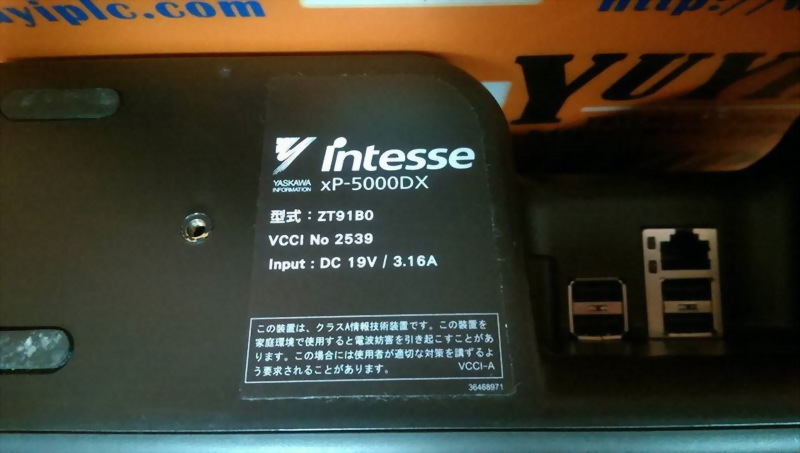 uyiplc.com
http://
YUYI
intesse
YASKAWA
INFORMATION
xP-5000DX
型式：ZT91B0
VCCI No 2539
Input : DC 19V / 3.16A
この装置は、クラスA情報技術装置です。この装置を
家庭環境で使用すると電波妨害を引き起こすことがあ
ります。この場合には使用者が適切な対策を講ずるよ
う要求されることがあります。
VCCI-A
36468971